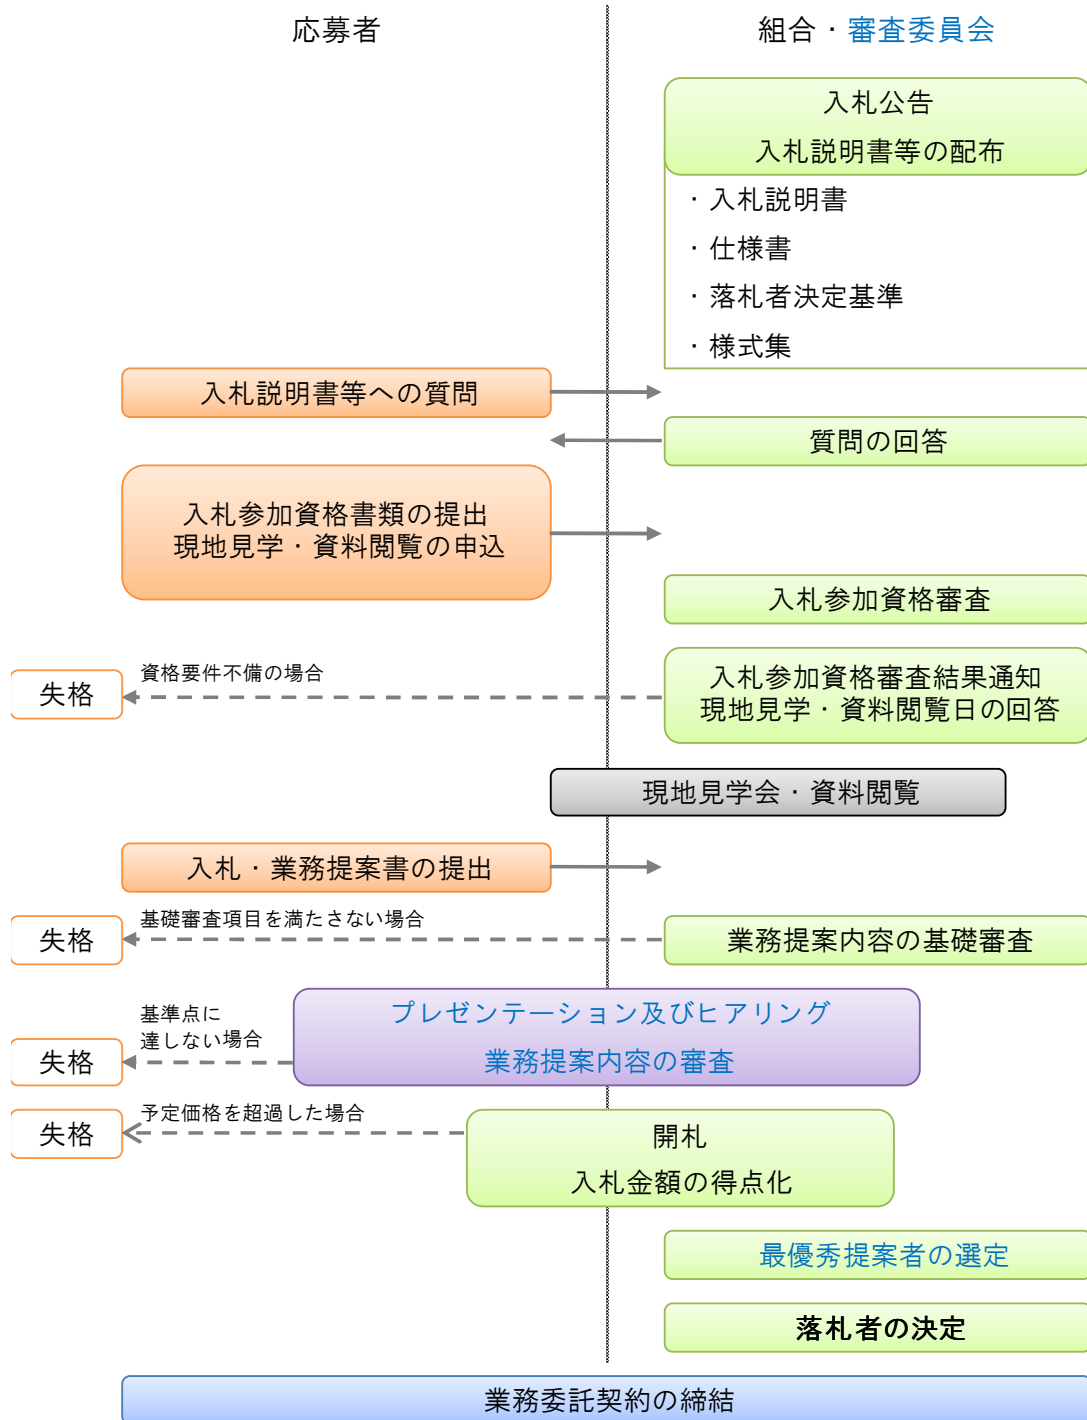 応募者
組合・審査委員会
入札公告
入札説明書等の配布
・入札説明書
・仕様書
・落札者決定基準
・様式集
入札説明書等への質問
質問の回答
入札参加資格書類の提出
現地見学・資料閲覧の申込
入札参加資格審査
資格要件不備の場合
失格
入札参加資格審査結果通知
現地見学・資料閲覧日の回答
現地見学会・資料閲覧
入札・業務提案書の提出
基礎審査項目を満たさない場合
失格
業務提案内容の基礎審査
基準点に
達しない場合
失格
プレゼンテーション及びヒアリング
業務提案内容の審査
予定価格を超過した場合
失格
開札
入札金額の得点化
最優秀提案者の選定
落札者の決定
業務委託契約の締結